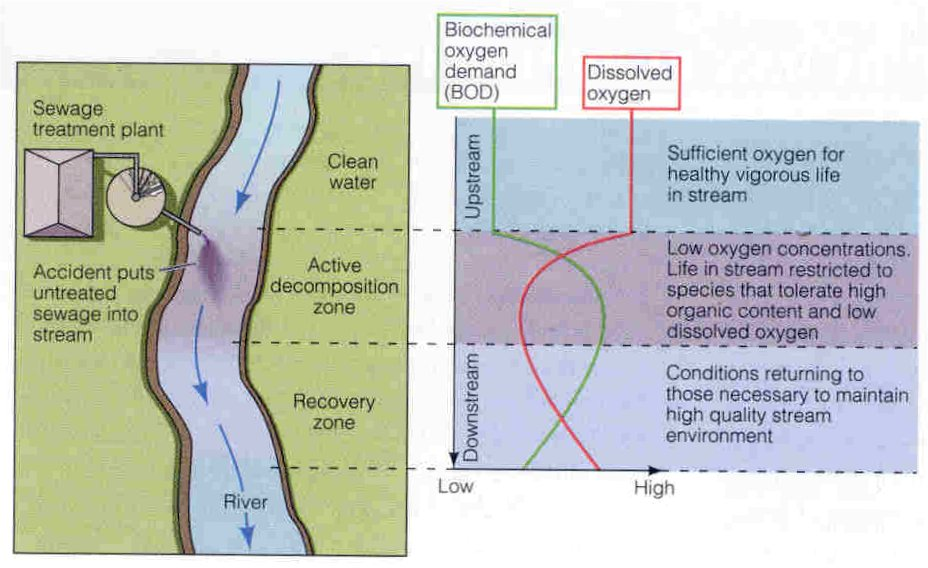 Sewage
treatment plant
Clean
water
Accident puts
untreated
sewage into
stream
Active
decomposition
zone
Recovery
zone
River
Biochemical
oxygen
demand
(BOD)
Dissolved
oxygen
Upstream
Downstream
Low
High
Sufficient oxygen for
healthy vigorous life
in stream
Low oxygen concentrations.
Life in stream restricted to
species that tolerate high
organic content and low
dissolved oxygen
Conditions returning to
those necessary to maintain
high quality stream
environment